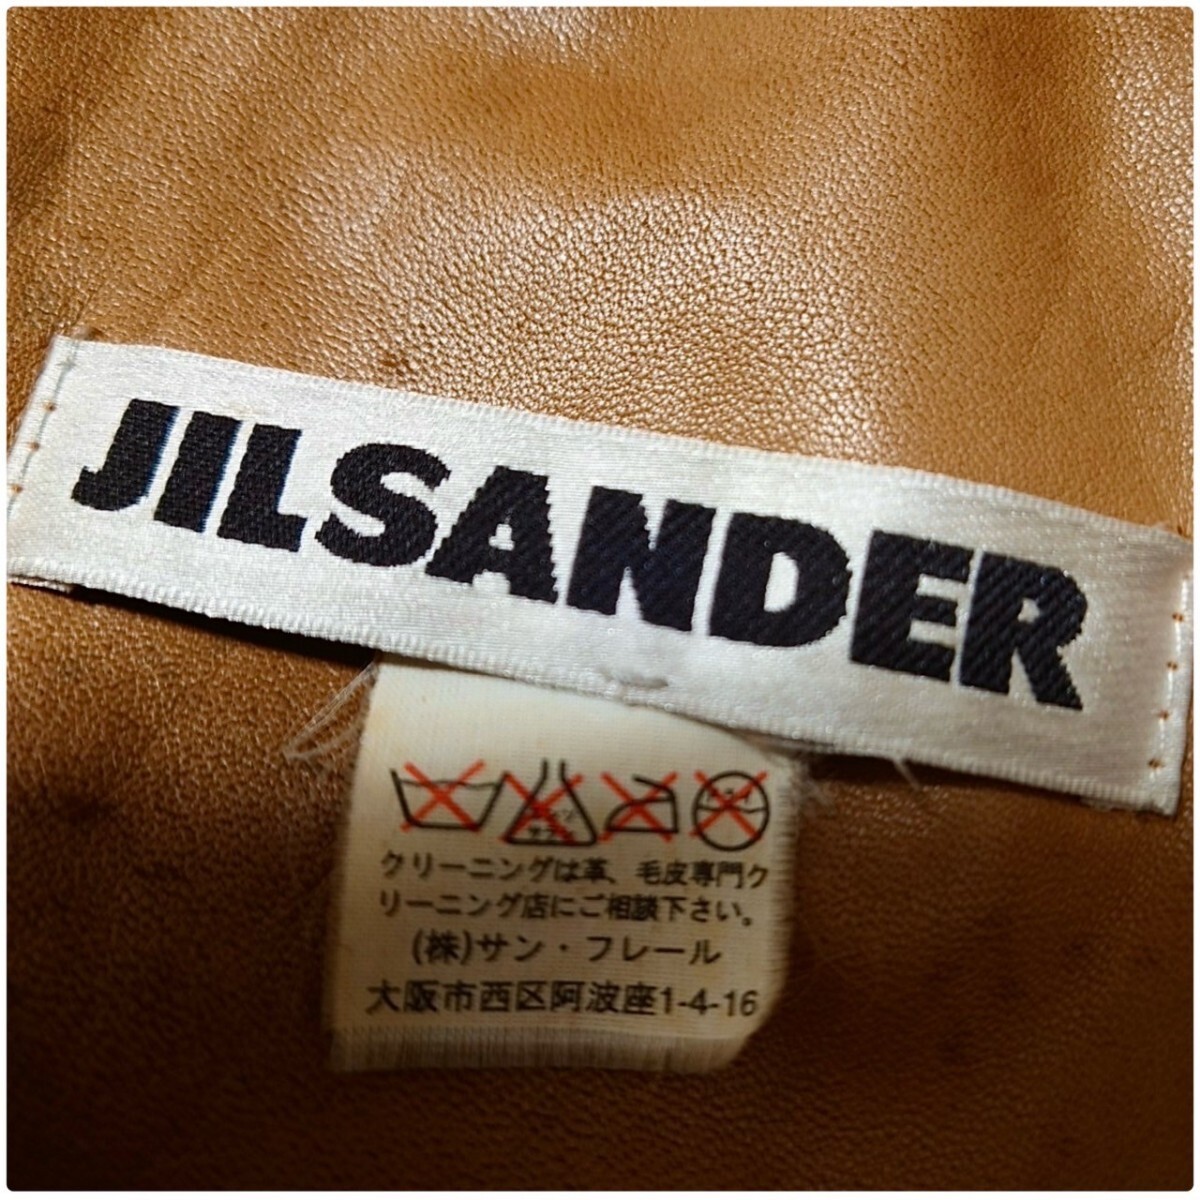 JILSANDER
クリーニングは革、毛皮専門ク
リーニング店にご相談下さい。
(株)サン・フレール
大阪市西区阿波座1-4-16